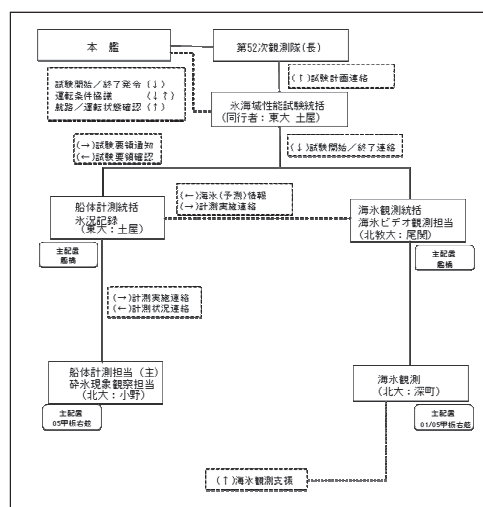 本 艦
第52次観測隊(長)
試験開始/終了発令 (↓)
運転条件協議 (↓↑)
航路/運転状態確認 (↑)
(↑)試験計画連絡
氷海域性能試験統括
(同行者:東大 土屋)
(→)試験要領通知
(←)試験要領確認
(↓)試験開始/終了連絡
船体計測統括
氷況記録
(東大:土屋)
(←)海氷(予測)情報
(→)計測実施連絡
海氷観測統括
海氷ビデオ観測担当
(北教大:尾関)
主配置
艦橋
主配置
艦橋
(→)計測実施連絡
(←)計測状況連絡
船体計測担当(主)
砕氷現象観察担当
(北大:小野)
海氷観測
(北大:深町)
主配置
05甲板右舷
主配置
01/05甲板右舷
(↑)海氷観測支援